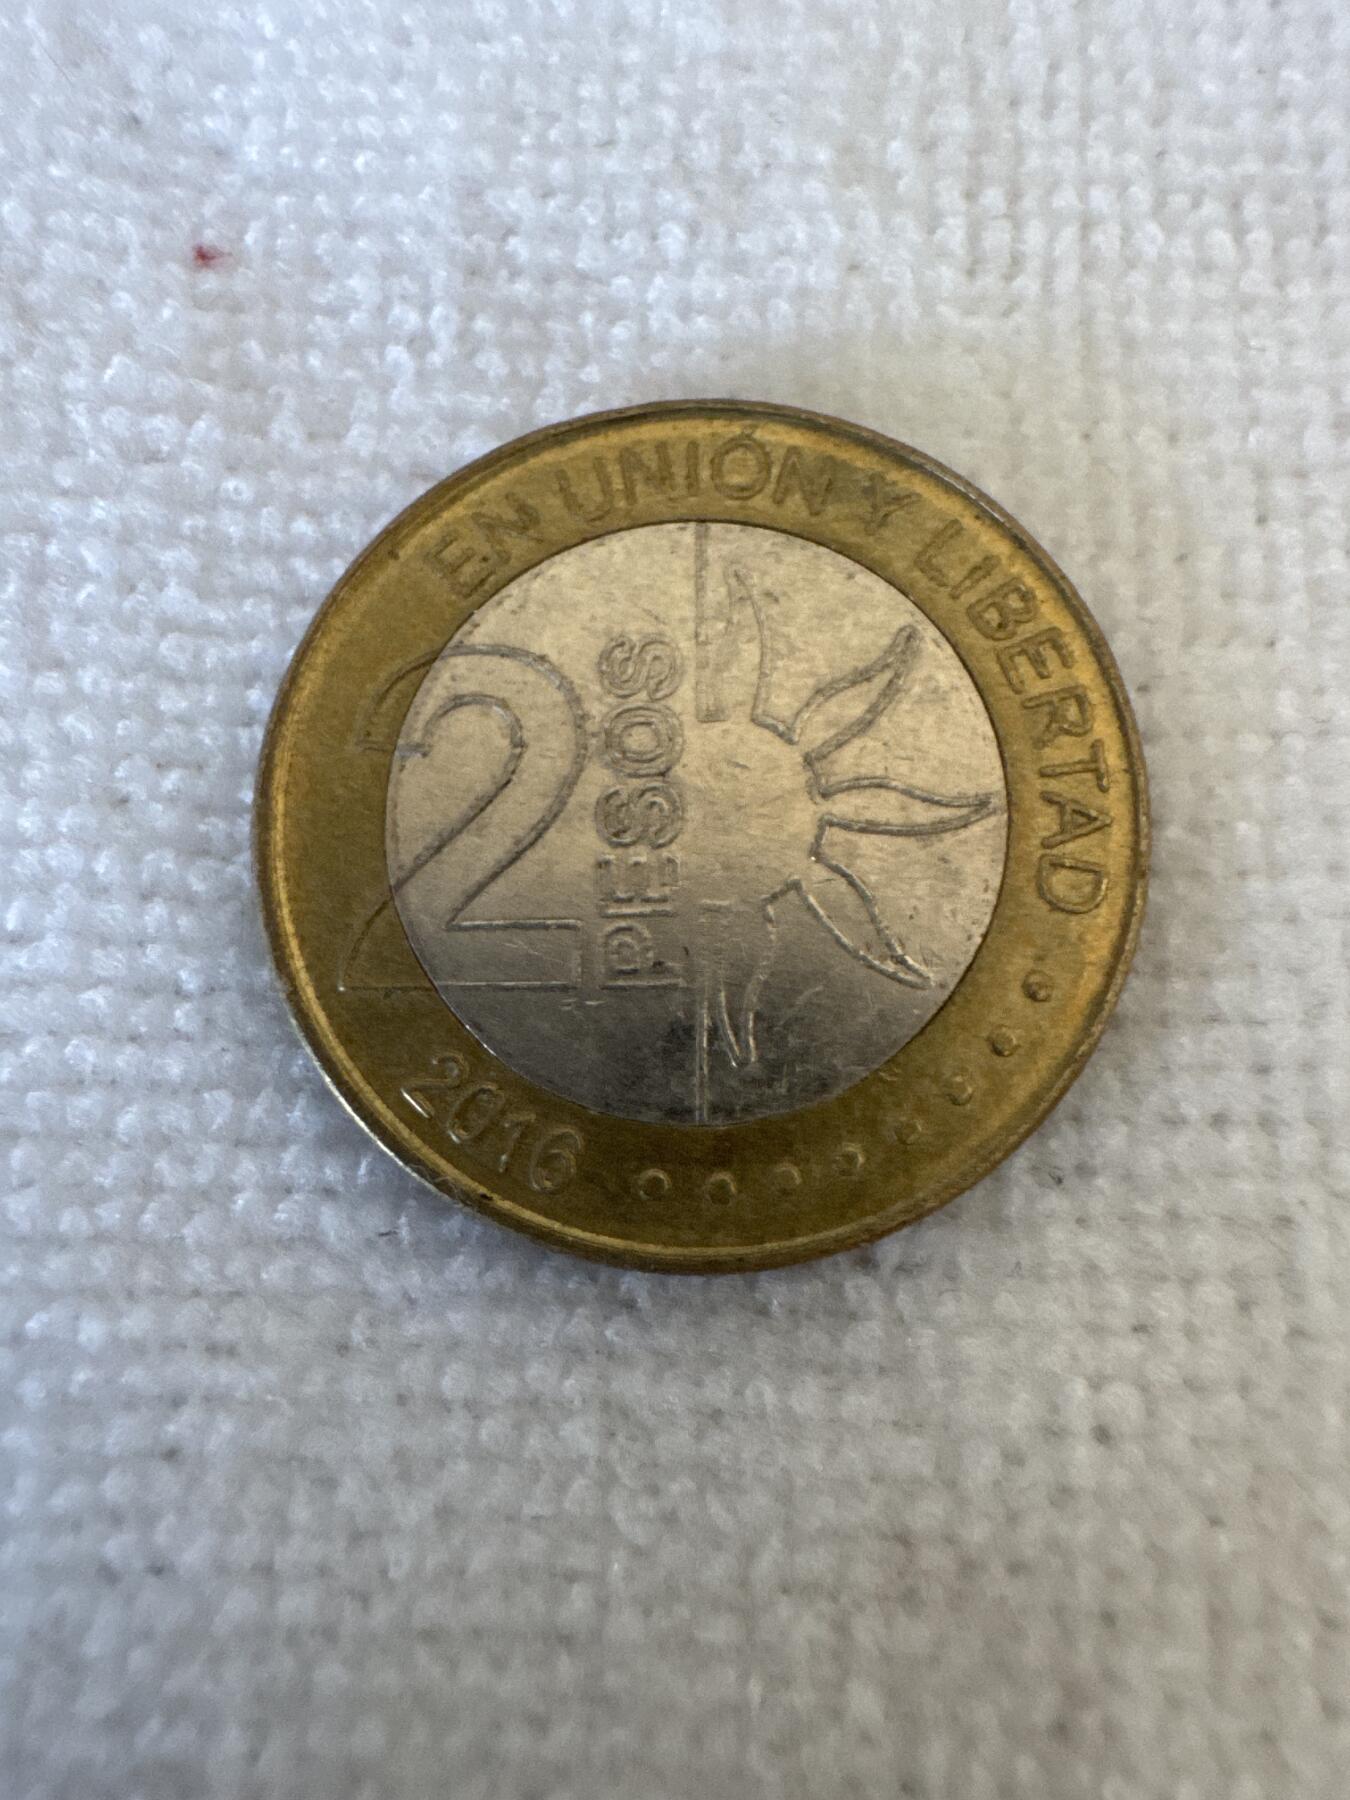 EN UNIÓN Y LIBERTAD
2
PESOS
2016